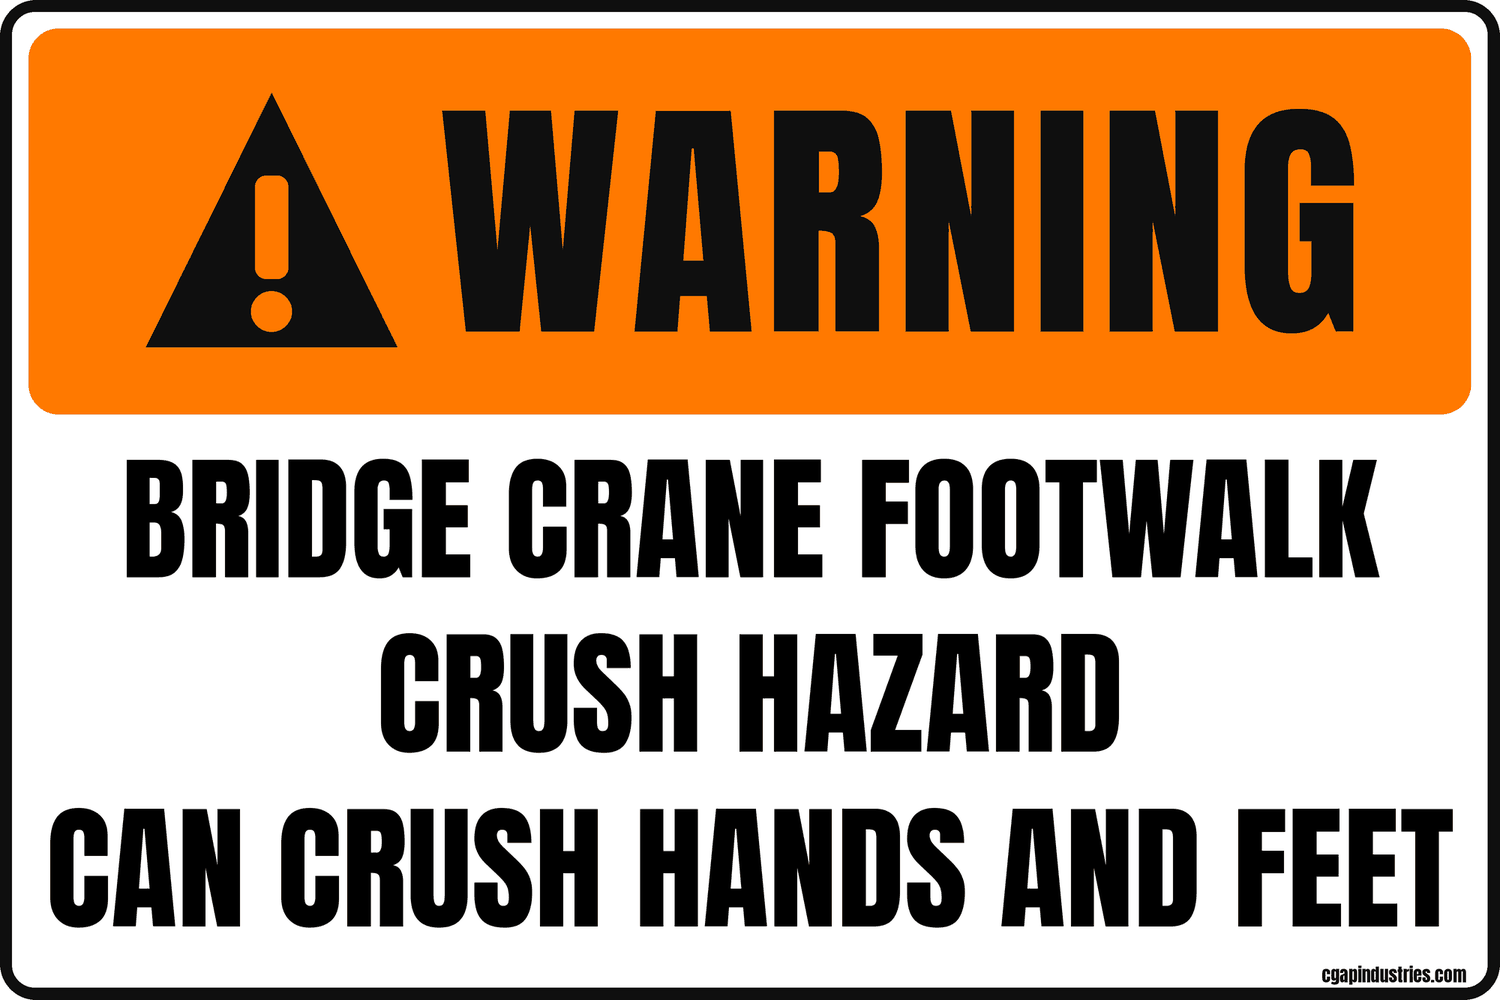 WARNING
BRIDGE CRANE FOOTWALK
CRUSH HAZARD
CAN CRUSH HANDS AND FEET
cgapindustries.com